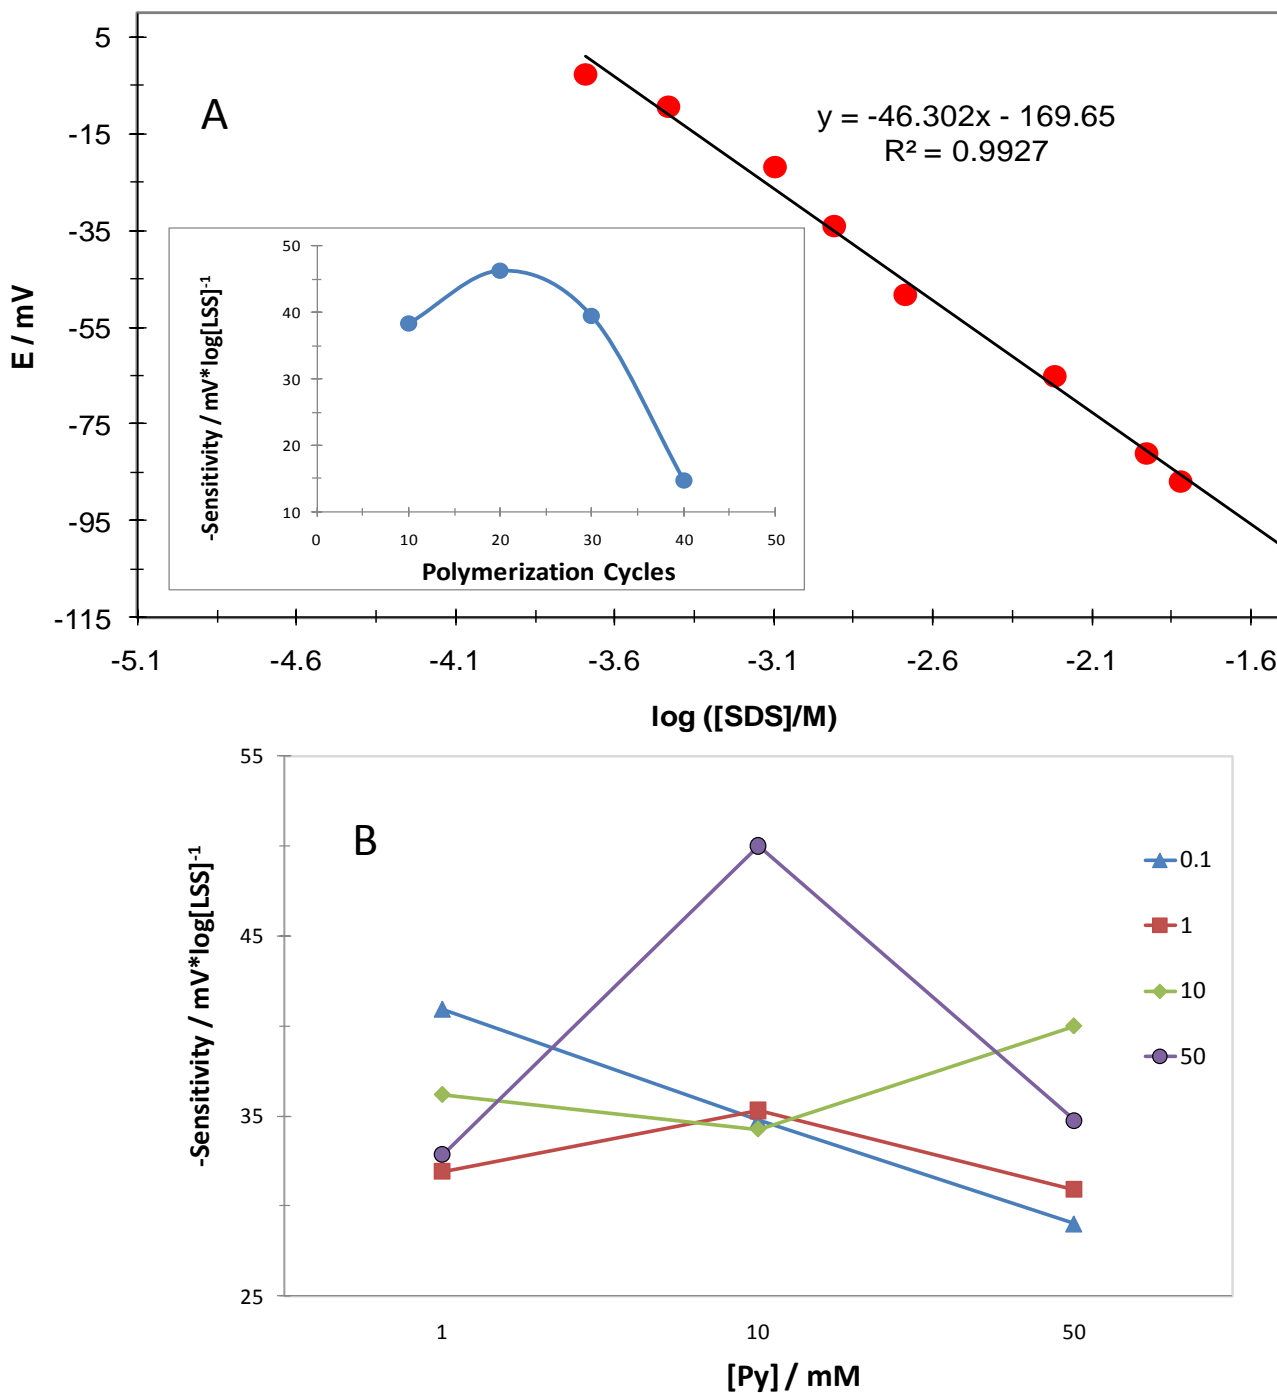 A
y = -46.302x - 169.65
R² = 0.9927
E / mV
5
-15
-35
-55
-75
-95
-115
-5.1 -4.6 -4.1 -3.6 -3.1 -2.6 -2.1 -1.6
log ([SDS]/M)
-Sensitivity / mV*log[LSS]⁻¹
50
40
30
20
10
0 10 20 30 40 50
Polymerization Cycles
B
-Sensitivity / mV*log[LSS]⁻¹
55
45
35
25
1 10 50
[Py] / mM
0.1
1
10
50